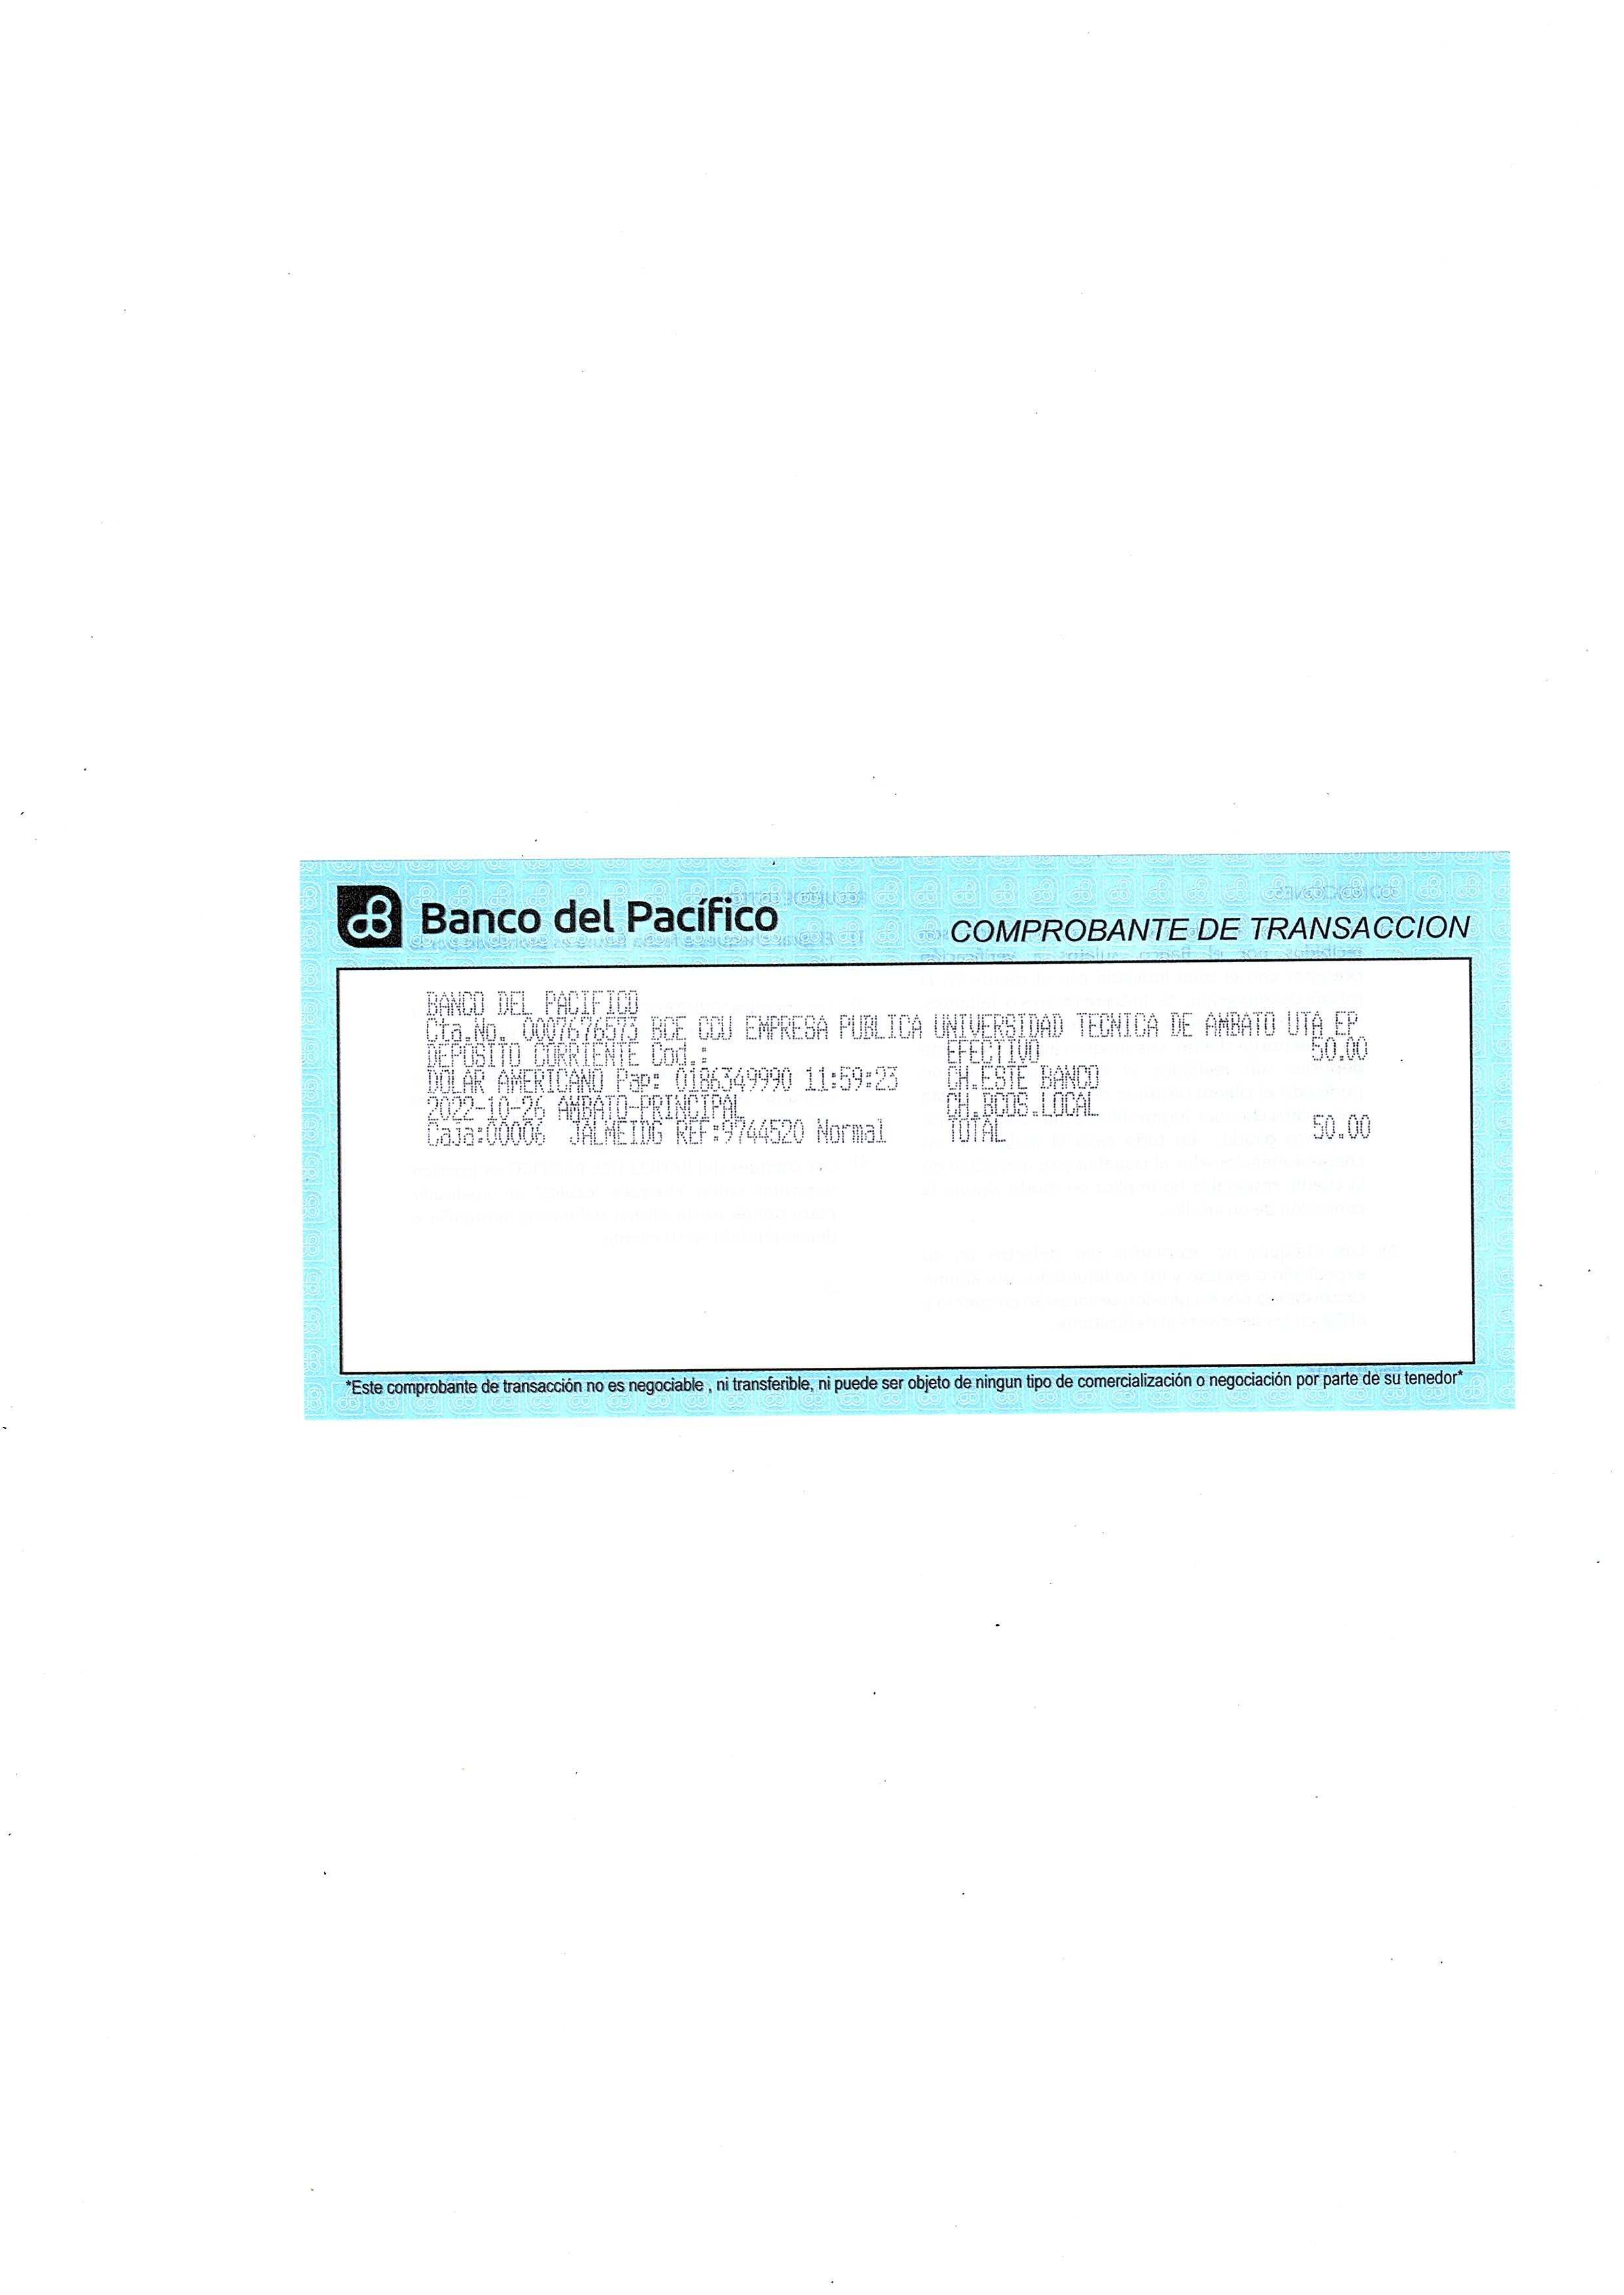 Banco del Pacífico
COMPROBANTE DE TRANSACCION
BANCO DEL PACIFICO
Cta.No. 0007676573 BCE CCU EMPRESA PUBLICA UNIVERSIDAD TECNICA DE AMBATO UTA EP
DEPOSITO CORRIENTE Cod.: EFECTIVO 50.00
DOLAR AMERICANO Pap: 0186349990 11:59:23 CH.ESTE BANCO
2022-10-26 AMBATO-PRINCIPAL CH.BCOS.LOCAL
Caja:00006 JALMEIDG REF:9744520 Normal TOTAL 50.00
*Este comprobante de transacción no es negociable , ni transferible, ni puede ser objeto de ningun tipo de comercialización o negociación por parte de su tenedor*